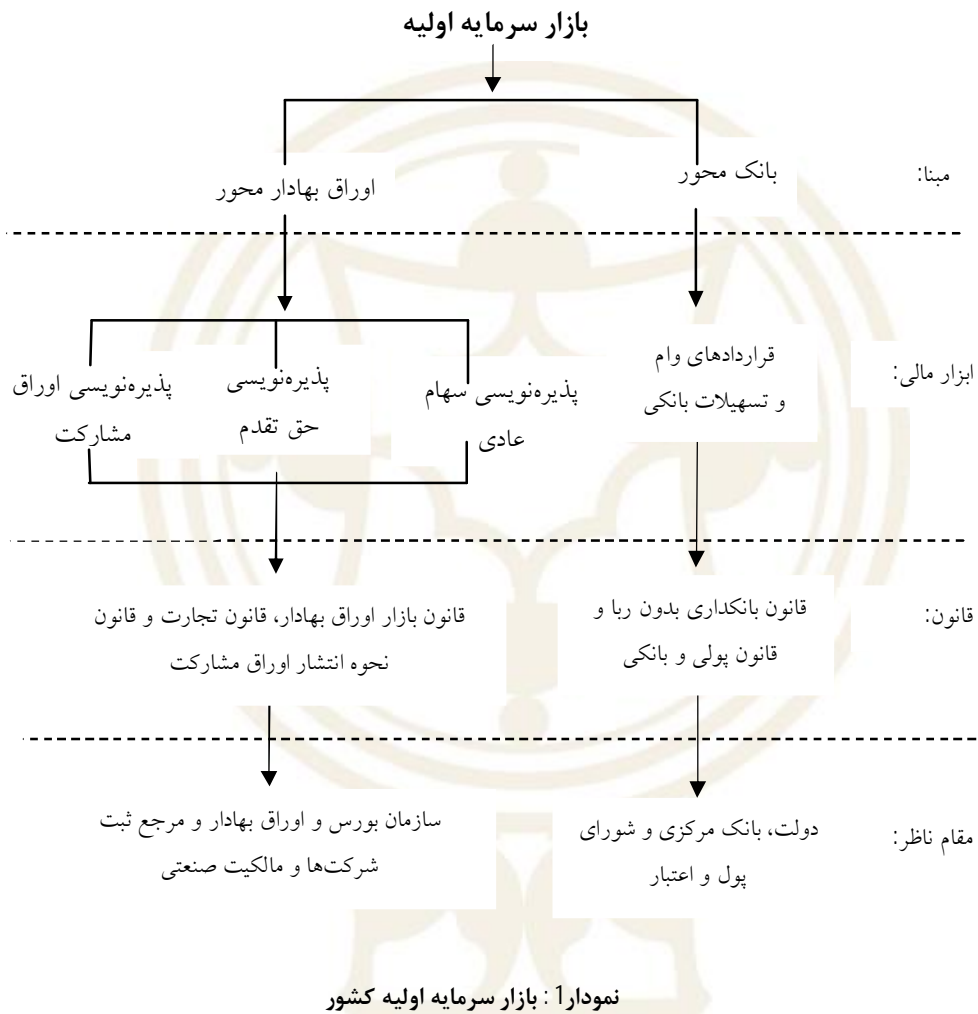 بازار سرمایه اولیه
مبنا:
بانک محور
اوراق بهادار محور
ابزار مالی:
قراردادهای وام
و تسهیلات بانکی
پذیره‌نویسی سهام
عادی
پذیره‌نویسی
حق تقدم
پذیره‌نویسی اوراق
مشارکت
قانون:
قانون بانکداری بدون ربا و
قانون پولی و بانکی
قانون بازار اوراق بهادار، قانون تجارت و قانون
نحوه انتشار اوراق مشارکت
مقام ناظر:
دولت، بانک مرکزی و شورای
پول و اعتبار
سازمان بورس و اوراق بهادار و مرجع ثبت
شرکت‌ها و مالکیت صنعتی
نمودار1 : بازار سرمایه اولیه کشور